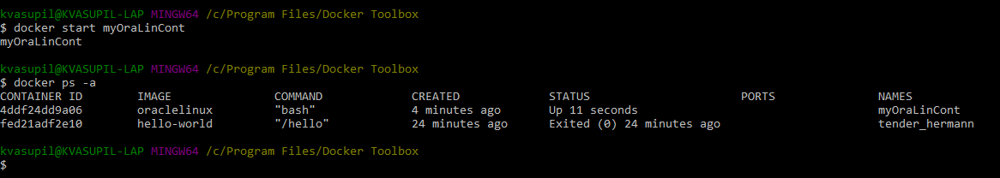 kvasupil@KVASUPIL-LAP MINGW64 /c/Program Files/Docker Toolbox
$ docker start myOraLinCont
myOraLinCont
kvasupil@KVASUPIL-LAP MINGW64 /c/Program Files/Docker Toolbox
$ docker ps -a
CONTAINER ID IMAGE COMMAND CREATED STATUS PORTS NAMES
4ddf24dd9a06 oraclelinux "bash" 4 minutes ago Up 11 seconds myOraLinCont
fed21adf2e10 hello-world "/hello" 24 minutes ago Exited (0) 24 minutes ago tender_hermann
kvasupil@KVASUPIL-LAP MINGW64 /c/Program Files/Docker Toolbox
$